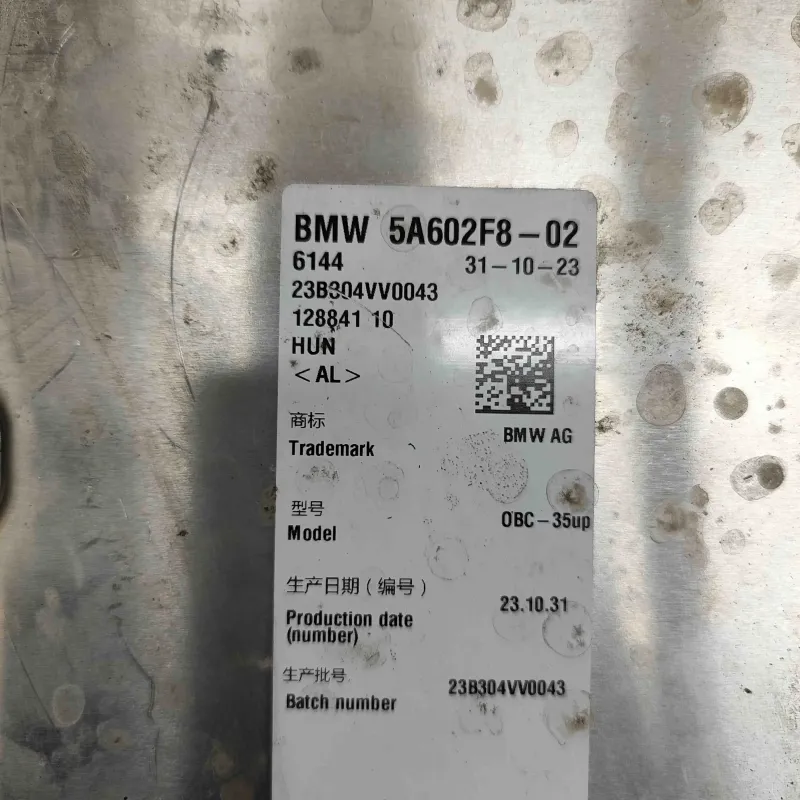 BMW 5A602F8-02
6144 31-10-23
23B304VV0043
128841 10
HUN
<AL>
商标
Trademark BMW AG
型号
Model OBC-35up
生产日期(编号)
Production date 23.10.31
(number)
生产批号
Batch number 23B304VV0043